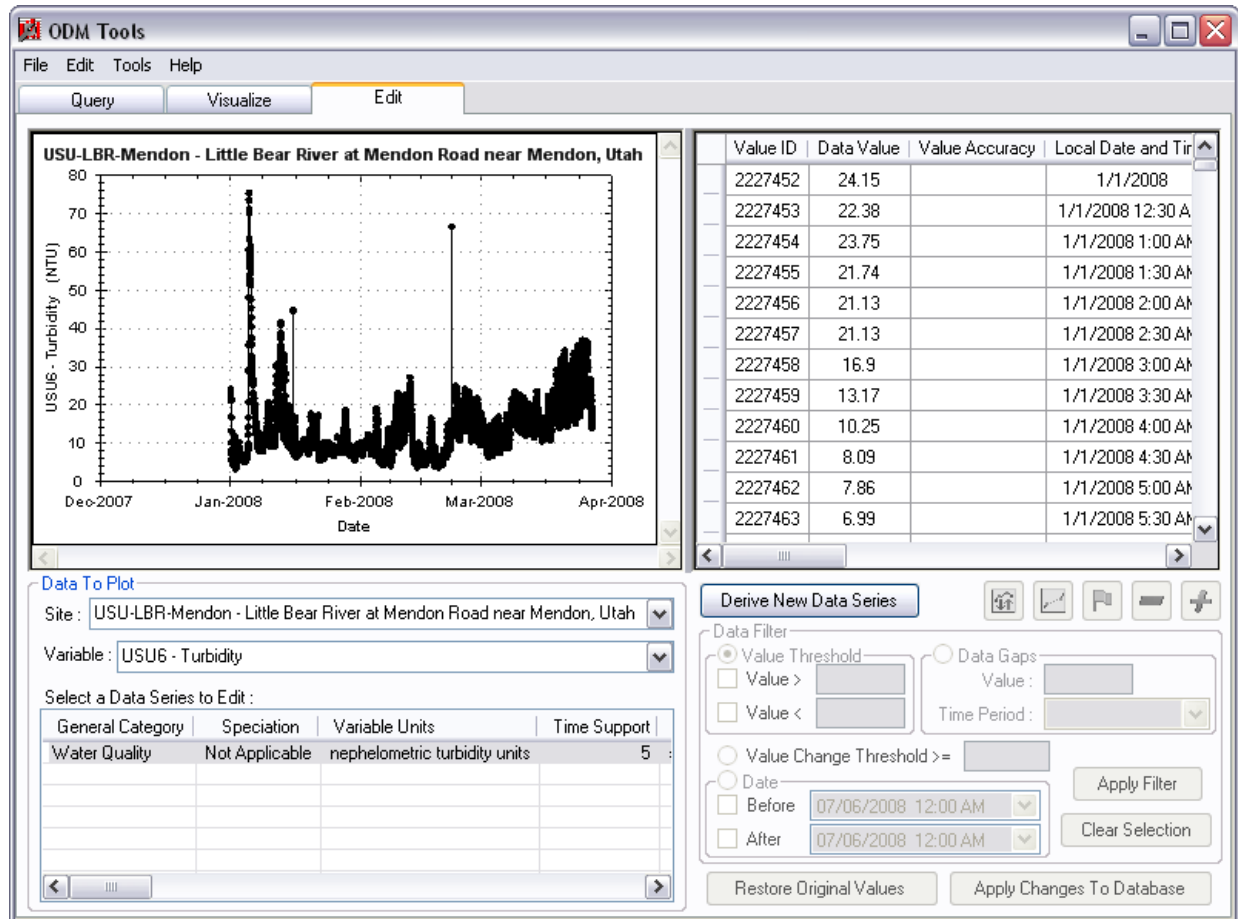 ODM Tools
File Edit Tools Help
Query Visualize Edit
USU-LBR-Mendon - Little Bear River at Mendon Road near Mendon, Utah
80
70
60
50
40
30
20
10
0
USU6 - Turbidity (NTU)
Dec-2007 Jan-2008 Feb-2008 Mar-2008 Apr-2008
Date
Value ID Data Value Value Accuracy Local Date and Tir
2227452 24.15 1/1/2008
2227453 22.38 1/1/2008 12:30 A
2227454 23.75 1/1/2008 1:00 AM
2227455 21.74 1/1/2008 1:30 AM
2227456 21.13 1/1/2008 2:00 AM
2227457 21.13 1/1/2008 2:30 AM
2227458 16.9 1/1/2008 3:00 AM
2227459 13.17 1/1/2008 3:30 AM
2227460 10.25 1/1/2008 4:00 AM
2227461 8.09 1/1/2008 4:30 AM
2227462 7.86 1/1/2008 5:00 AM
2227463 6.99 1/1/2008 5:30 AM
Data To Plot
Site : USU-LBR-Mendon - Little Bear River at Mendon Road near Mendon, Utah
Variable : USU6 - Turbidity
Select a Data Series to Edit :
General Category Speciation Variable Units Time Support
Water Quality Not Applicable nephelometric turbidity units 5
Derive New Data Series
Data Filter
Value Threshold
Value >
Value <
Data Gaps
Value :
Time Period :
Value Change Threshold >=
Date
Before 07/06/2008 12:00 AM
After 07/06/2008 12:00 AM
Apply Filter
Clear Selection
Restore Original Values Apply Changes To Database